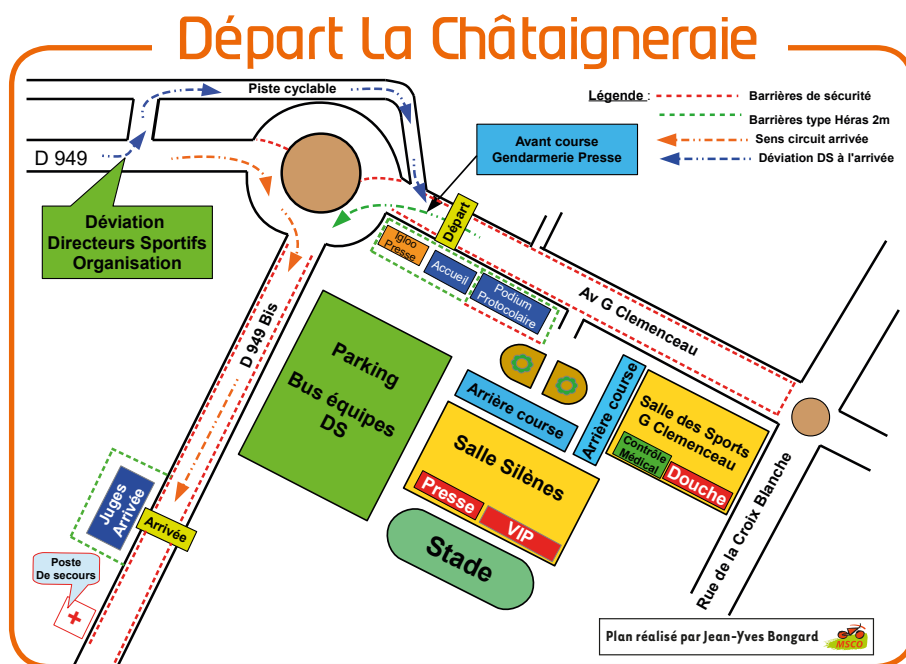 Départ La Châtaigneraie
Piste cyclable
Légende :
Barrières de sécurité
Barrières type Héras 2m
Sens circuit arrivée
Déviation DS à l'arrivée
D 949
Avant course
Gendarmerie Presse
Déviation
Directeurs Sportifs
Organisation
Départ
Igloo
Presse
Accueil
Podium
Protocolaire
Av G Clemenceau
D 949 Bis
Parking
Bus équipes
DS
Arrière course
Arrière course
Salle des Sports
G Clemenceau
Contrôle
Médical
Douche
Salle Silènes
Presse
VIP
Stade
Rue de la Croix Blanche
Juges
Arrivée
Arrivée
Poste
De secours
Plan réalisé par Jean-Yves Bongard
MSCO